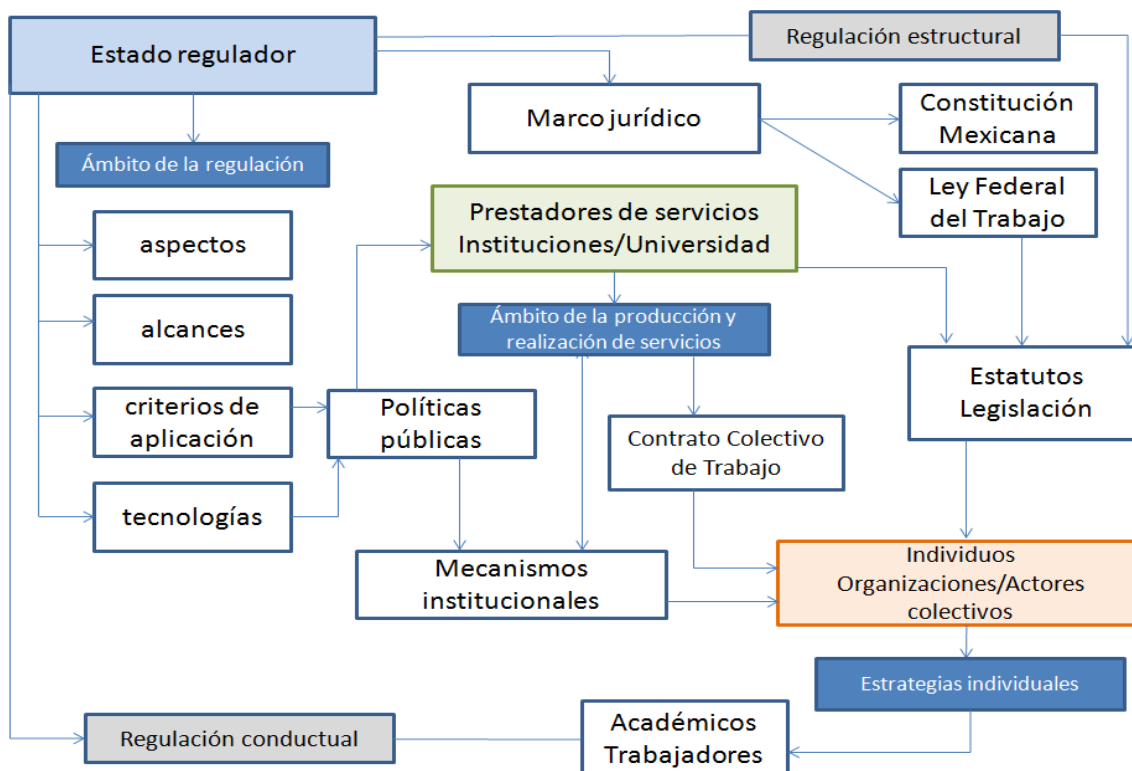 Estado regulador
Regulación estructural
Marco jurídico
Constitución
Mexicana
Ámbito de la regulación
Ley Federal
del Trabajo
Prestadores de servicios
Instituciones/Universidad
aspectos
Ámbito de la producción y
realización de servicios
alcances
Estatutos
Legislación
criterios de
aplicación
Políticas
públicas
Contrato Colectivo
de Trabajo
tecnologías
Mecanismos
institucionales
Individuos
Organizaciones/Actores
colectivos
Estrategias individuales
Académicos
Trabajadores
Regulación conductual